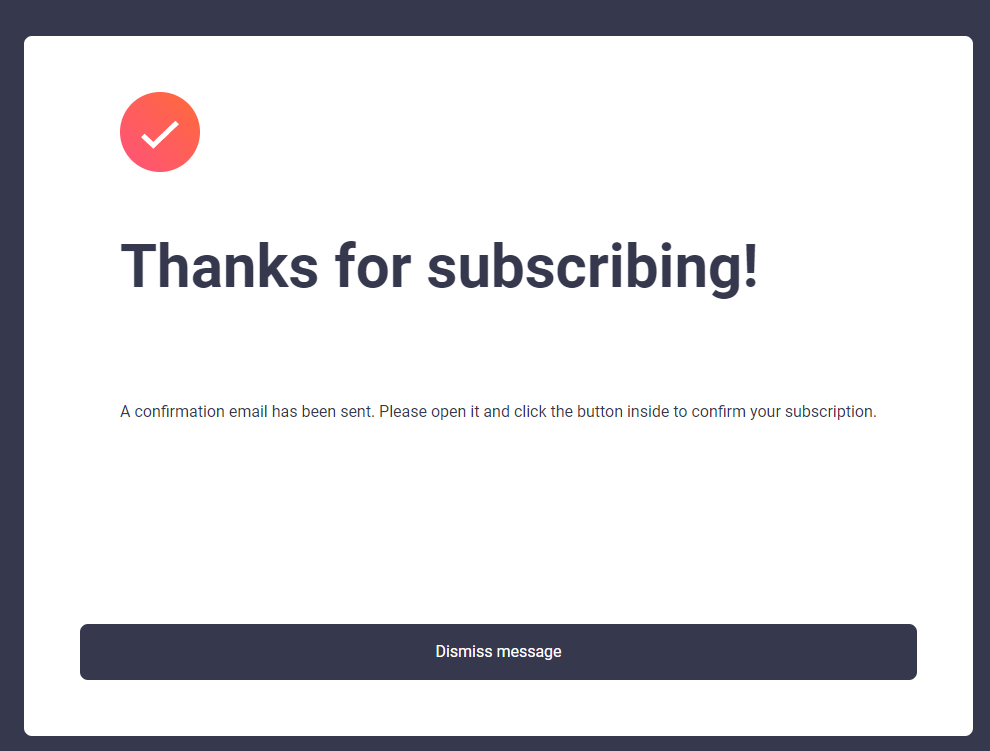 Thanks for subscribing!
A confirmation email has been sent. Please open it and click the button inside to confirm your subscription.
Dismiss message